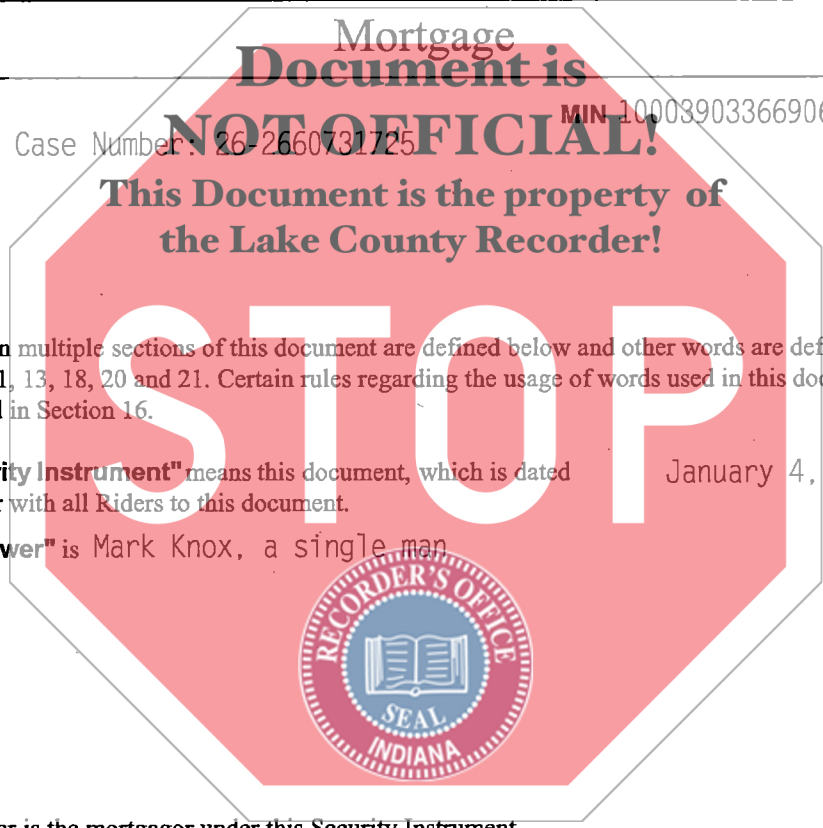 Mortgage
Document is
MIN 1000390336690
Case Number: 26-2660731725
NOT OFFICIAL!
This Document is the property of
the Lake County Recorder!
STOP
n multiple sections of this document are defined below and other words are def
1, 13, 18, 20 and 21. Certain rules regarding the usage of words used in this do
in Section 16.
ity Instrument" means this document, which is dated January 4,
with all Riders to this document.
wer" is Mark Knox, a single man
RECORDER'S OFFICE
SEAL
INDIANA
er is the mortgagor under this Security Instrument